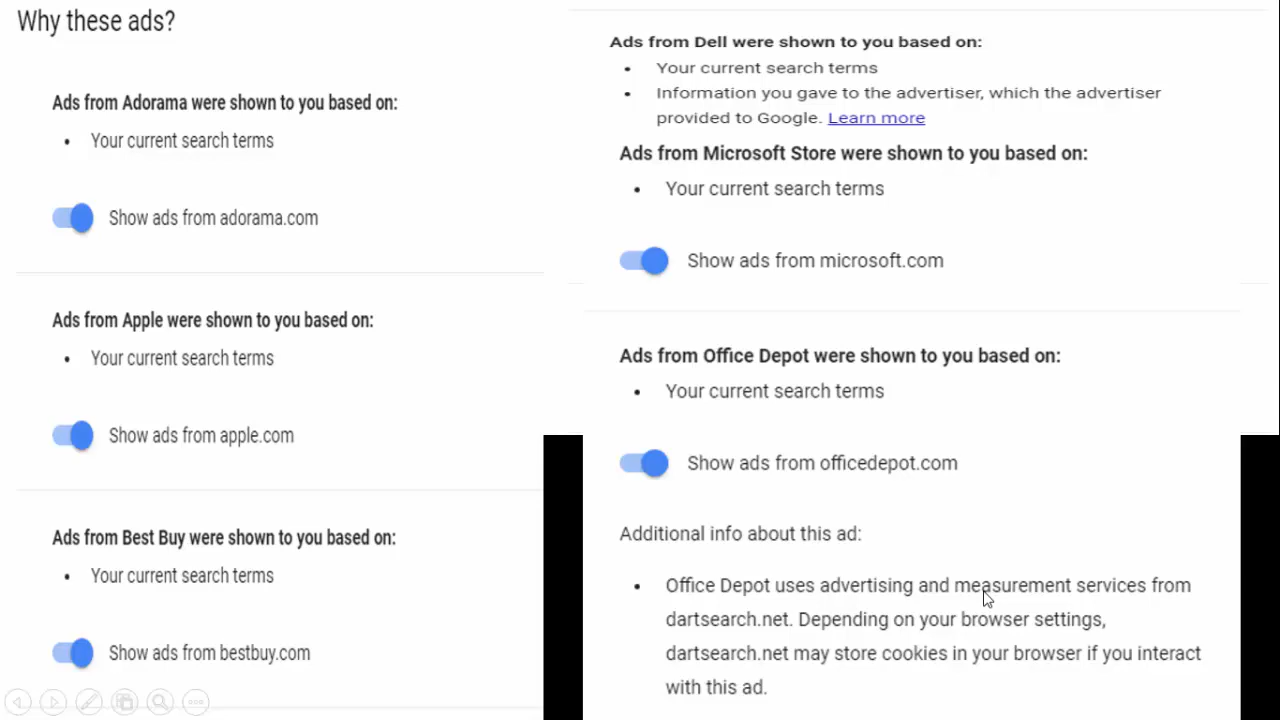 Why these ads?
Ads from Adorama were shown to you based on:
• Your current search terms
Show ads from adorama.com
Ads from Apple were shown to you based on:
• Your current search terms
Show ads from apple.com
Ads from Best Buy were shown to you based on:
• Your current search terms
Show ads from bestbuy.com
Ads from Dell were shown to you based on:
• Your current search terms
• Information you gave to the advertiser, which the advertiser
provided to Google. Learn more
Ads from Microsoft Store were shown to you based on:
• Your current search terms
Show ads from microsoft.com
Ads from Office Depot were shown to you based on:
• Your current search terms
Show ads from officedepot.com
Additional info about this ad:
• Office Depot uses advertising and measurement services from
dartsearch.net. Depending on your browser settings,
dartsearch.net may store cookies in your browser if you interact
with this ad.